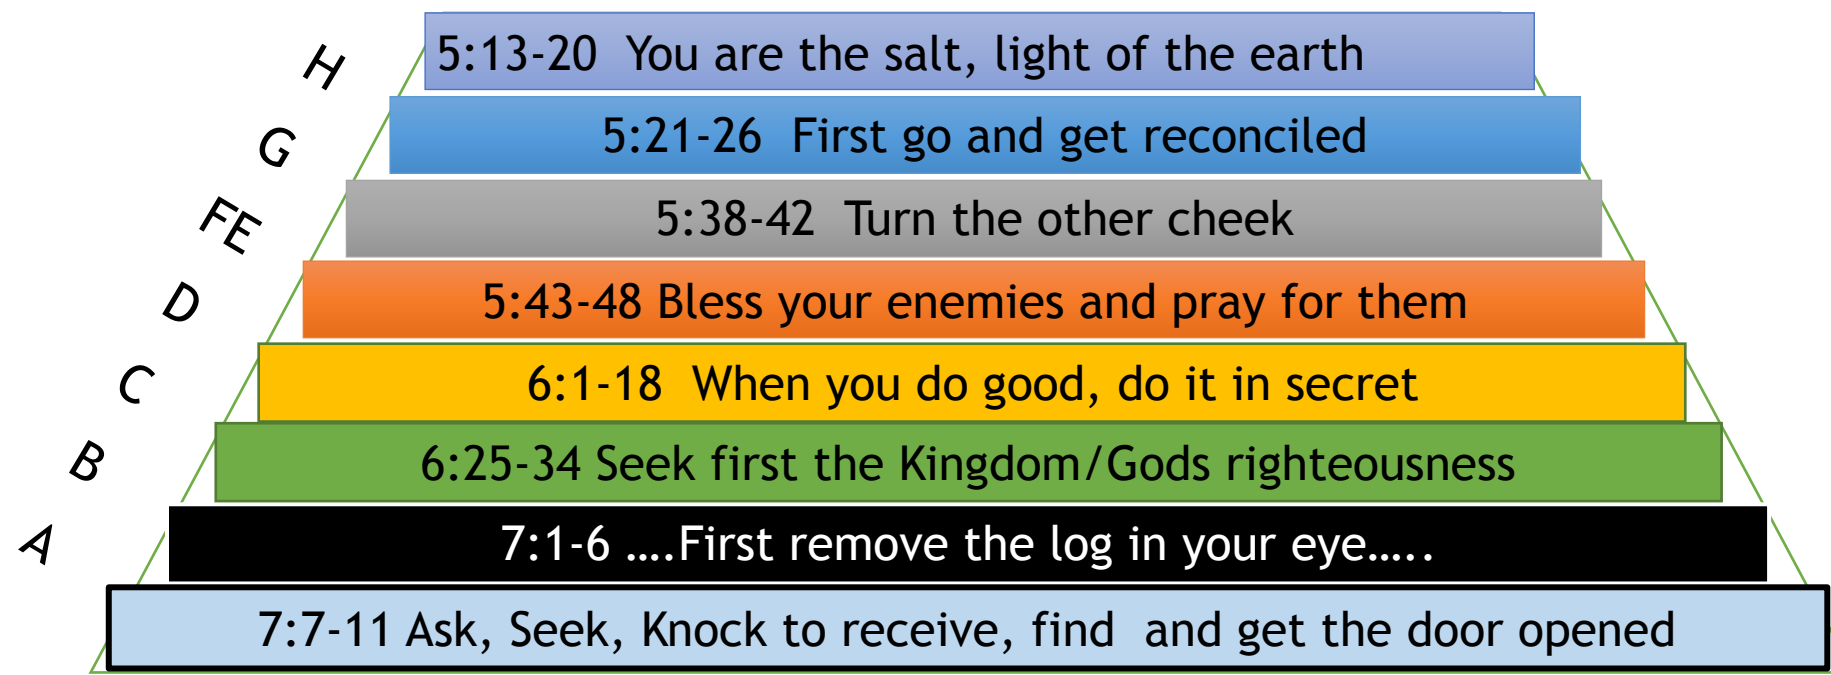 H
5:13-20 You are the salt, light of the earth
G
5:21-26 First go and get reconciled
FE
5:38-42 Turn the other cheek
D
5:43-48 Bless your enemies and pray for them
C
6:1-18 When you do good, do it in secret
B
6:25-34 Seek first the Kingdom/Gods righteousness
A
7:1-6 ....First remove the log in your eye.....
7:7-11 Ask, Seek, Knock to receive, find and get the door opened